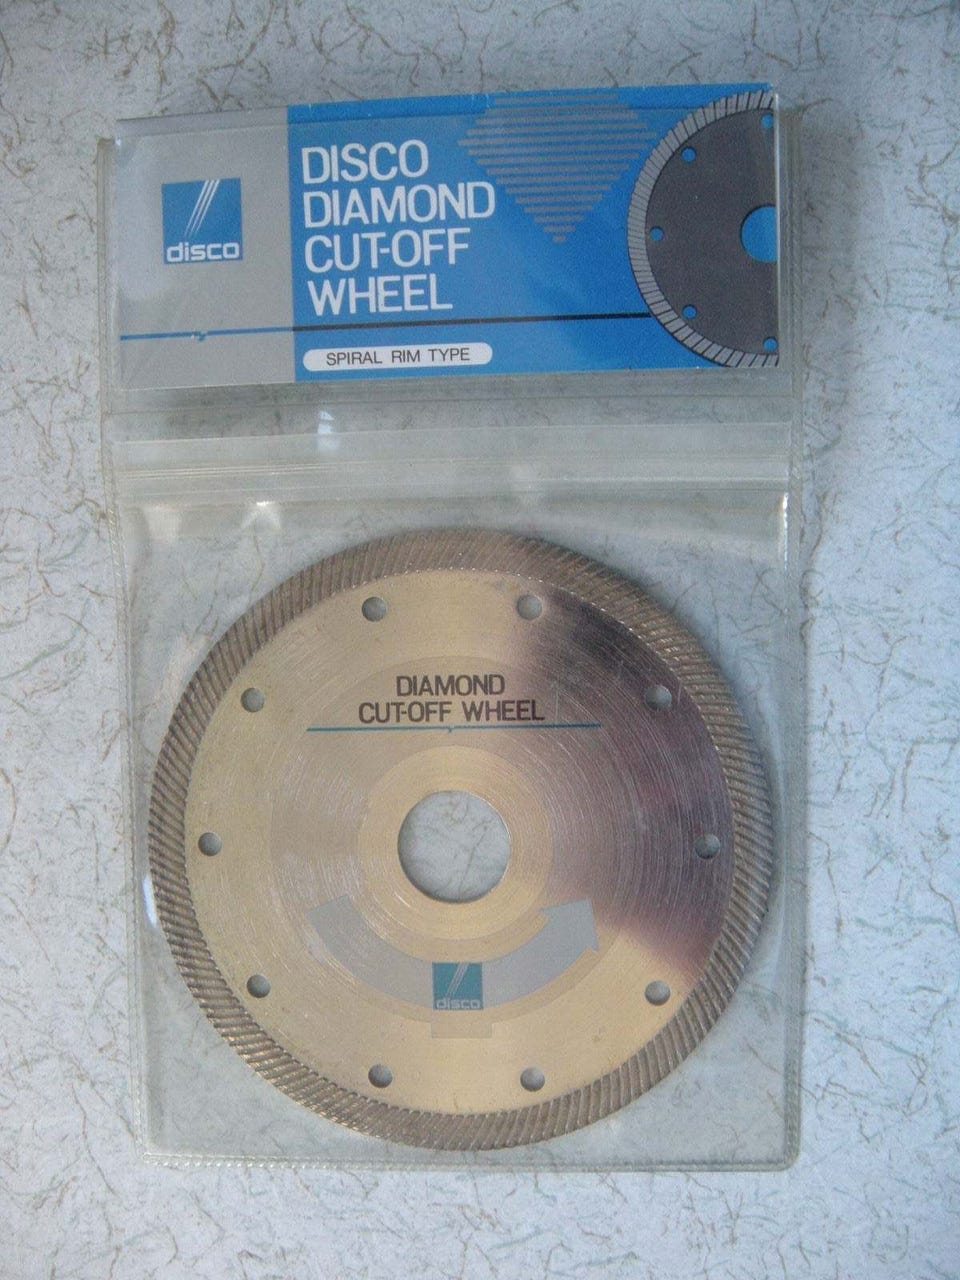 disco
DISCO
DIAMOND
CUT-OFF
WHEEL
SPIRAL RIM TYPE
DIAMOND
CUT-OFF WHEEL
disco